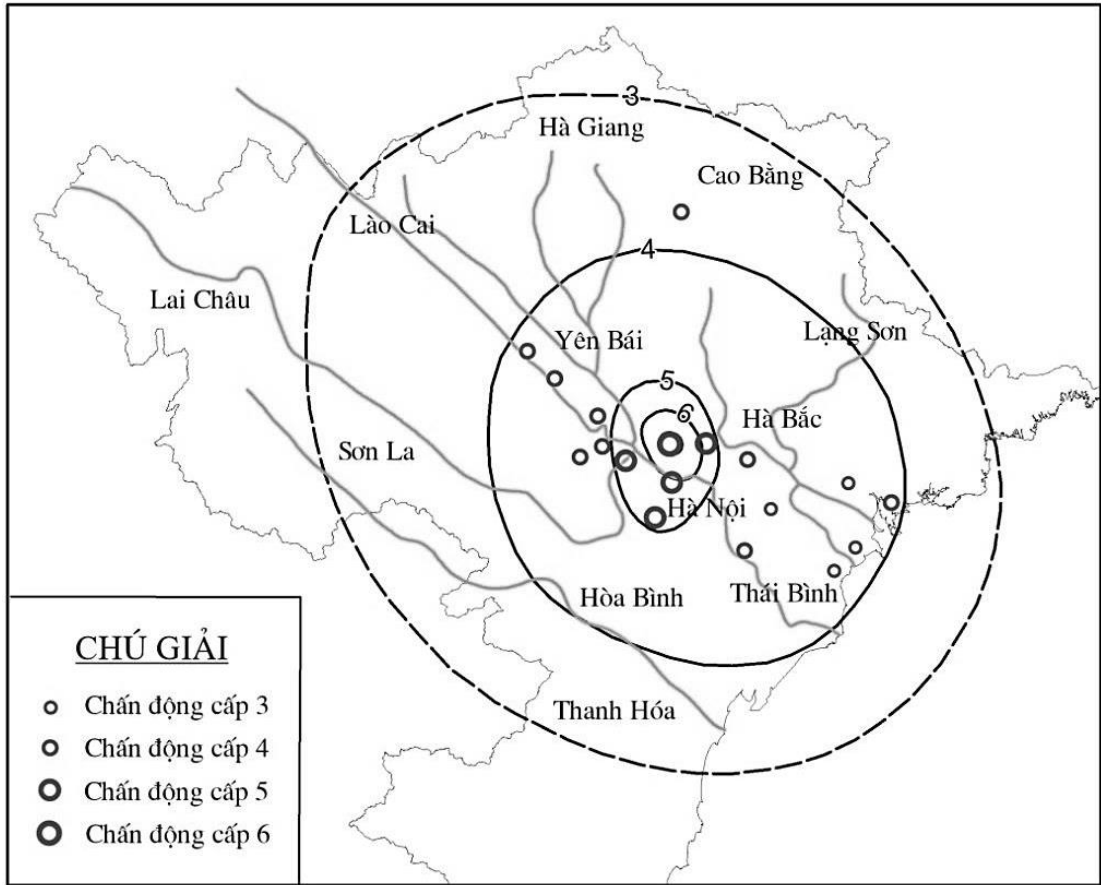 3
Hà Giang
Cao Bằng
Lào Cai
4
Lai Châu
Lạng Sơn
Yên Bái
5
6
Hà Bắc
Sơn La
Hà Nội
Hòa Bình
Thái Bình
Thanh Hóa
CHÚ GIẢI
Chấn động cấp 3
Chấn động cấp 4
Chấn động cấp 5
Chấn động cấp 6